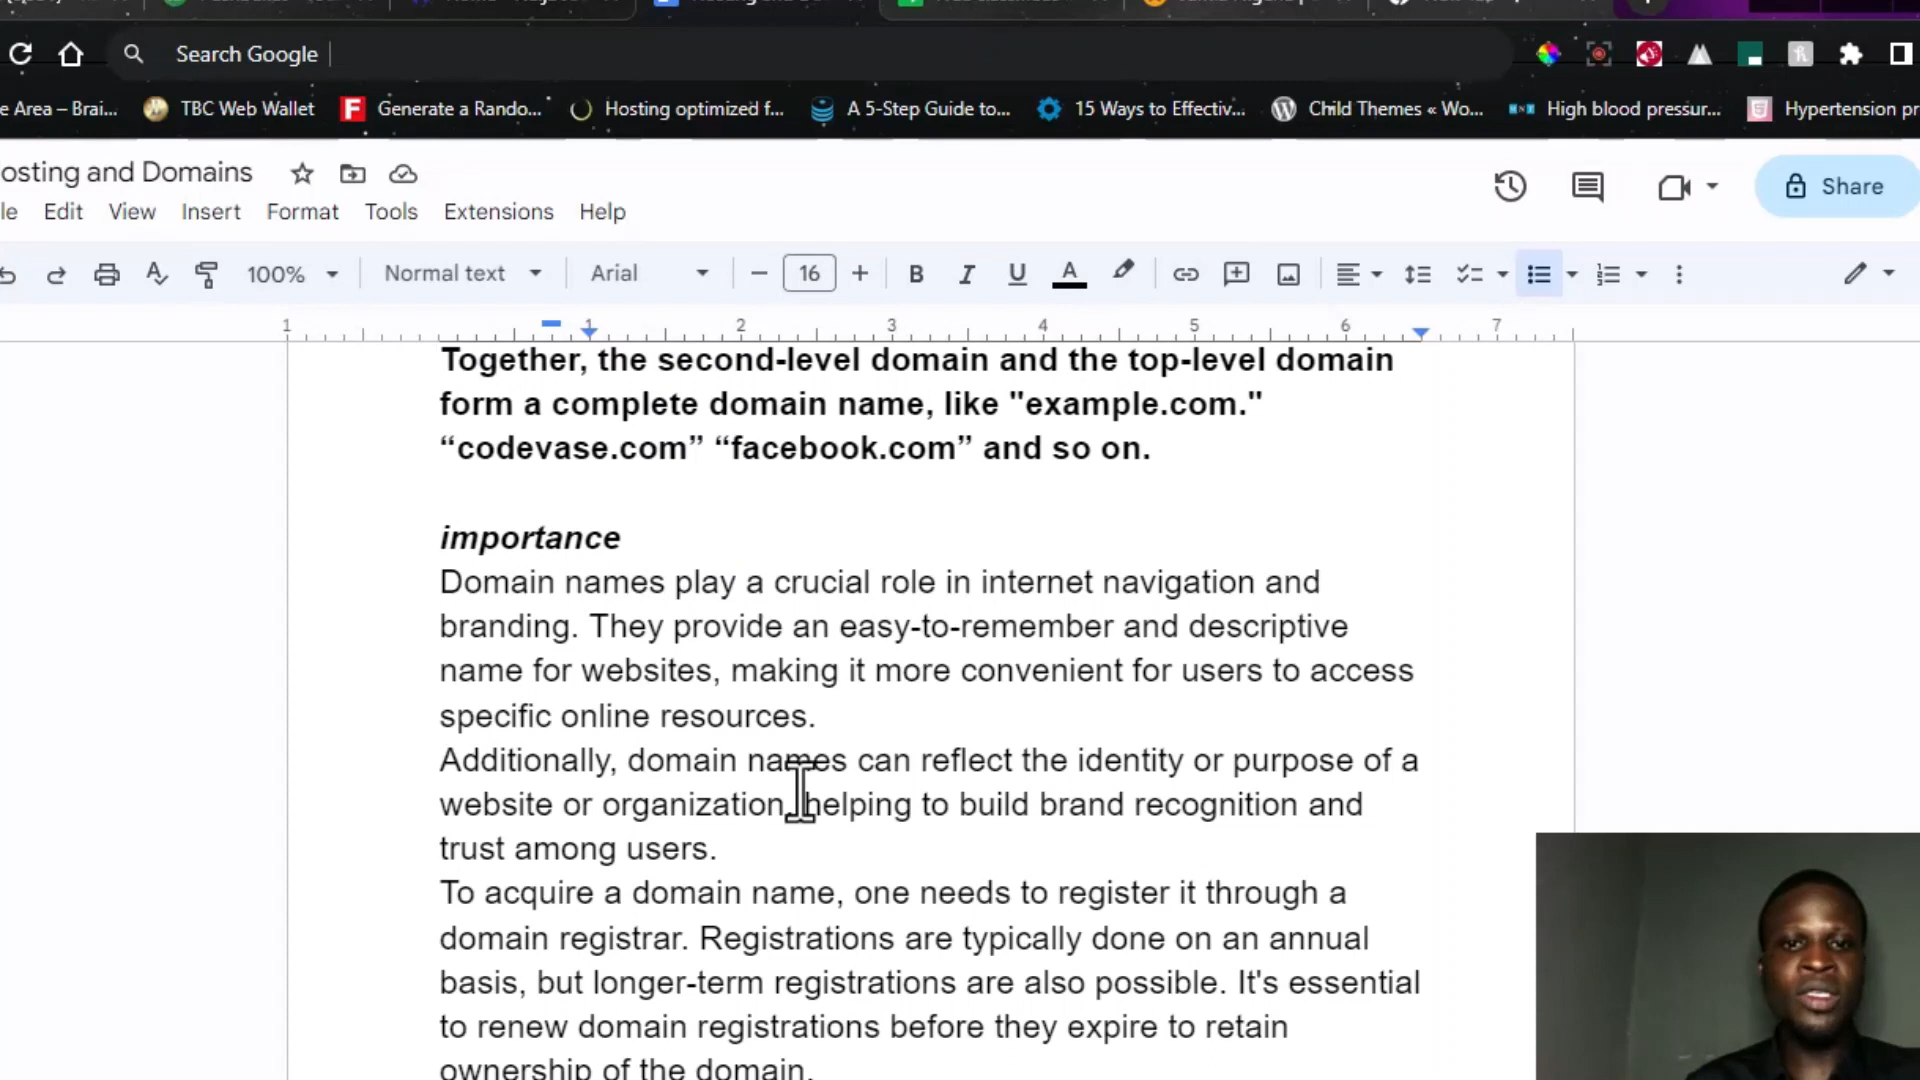 Search Google
e Area – Brai...
TBC Web Wallet
Generate a Rando...
Hosting optimized f...
A 5-Step Guide to...
15 Ways to Effectiv...
Child Themes « Wo...
High blood pressur...
Hypertension pr
osting and Domains
Share
le Edit View Insert Format Tools Extensions Help
100% Normal text Arial 16 B I U A
1 1 2 3 4 5 6 7
Together, the second-level domain and the top-level domain
form a complete domain name, like "example.com."
“codevase.com” “facebook.com” and so on.
importance
Domain names play a crucial role in internet navigation and
branding. They provide an easy-to-remember and descriptive
name for websites, making it more convenient for users to access
specific online resources.
Additionally, domain names can reflect the identity or purpose of a
website or organization, helping to build brand recognition and
trust among users.
To acquire a domain name, one needs to register it through a
domain registrar. Registrations are typically done on an annual
basis, but longer-term registrations are also possible. It's essential
to renew domain registrations before they expire to retain
ownership of the domain.